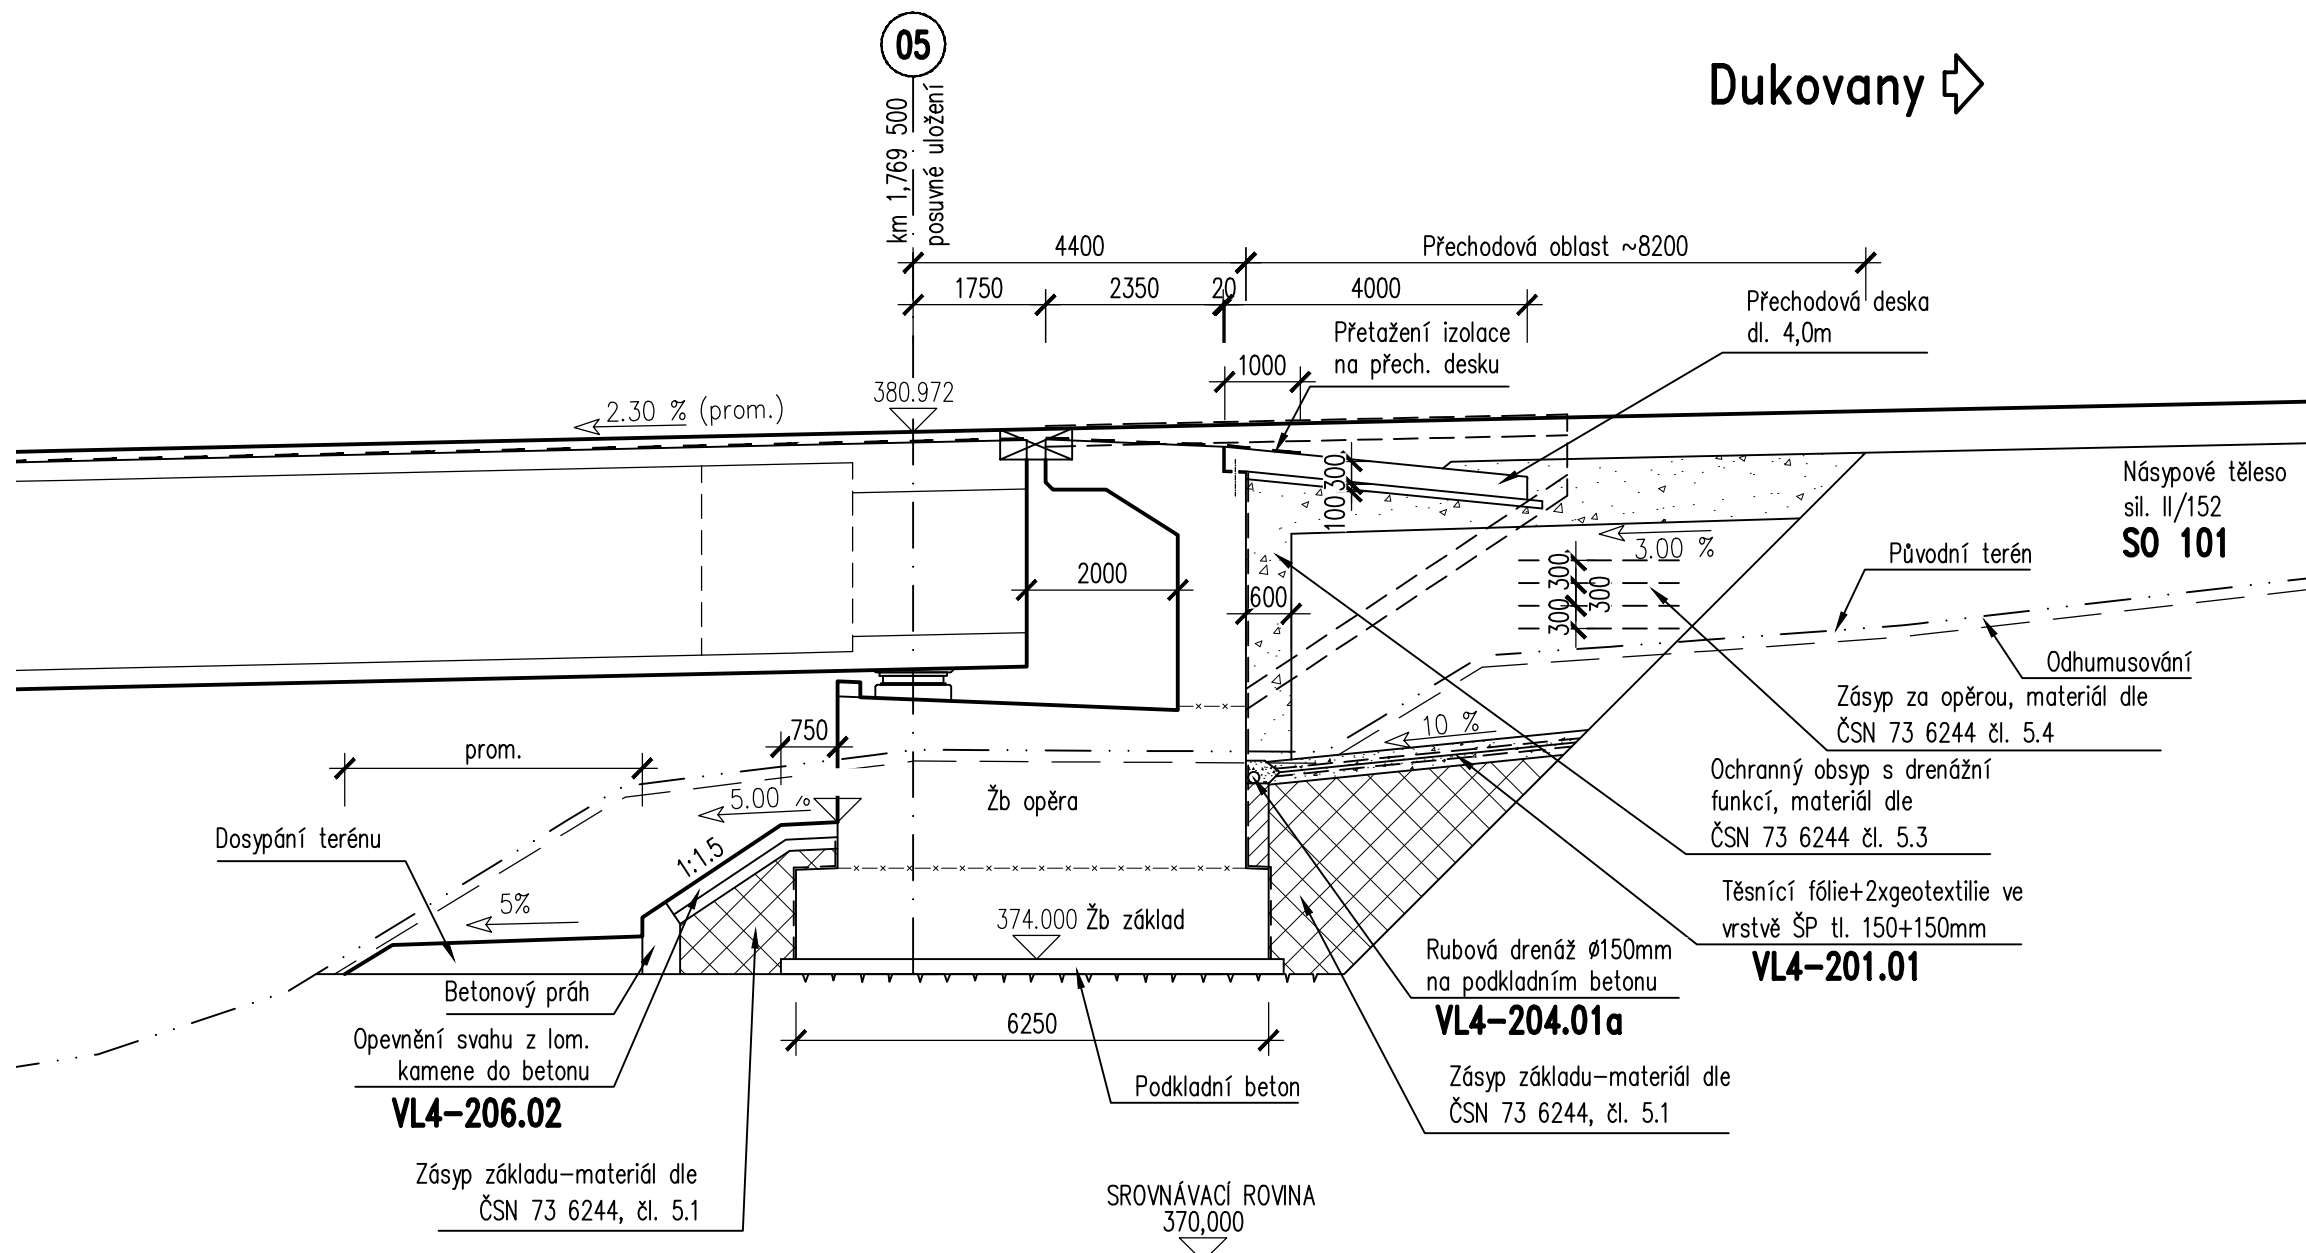 05
km 1,769 500
posuvné uložení
Dukovany
4400
Přechodová oblast ~8200
1750
2350
20
4000
Přechodová deska
dl. 4,0m
Přetažení izolace
na přech. desku
1000
380.972
2.30 % (prom.)
300
100
Násypové těleso
sil. II/152
SO 101
3.00 %
Původní terén
2000
600
300
300
300
Odhumusování
Zásyp za opěrou, materiál dle
ČSN 73 6244 čl. 5.4
10 %
750
prom.
Ochranný obsyp s drenážní
funkcí, materiál dle
ČSN 73 6244 čl. 5.3
5.00 %
Žb opěra
Dosypání terénu
1:1.5
Těsnící fólie+2xgeotextilie ve
vrstvě ŠP tl. 150+150mm
VL4-201.01
5%
374.000
Žb základ
Rubová drenáž ø150mm
na podkladním betonu
VL4-204.01a
Betonový práh
6250
Opevnění svahu z lom.
kamene do betonu
VL4-206.02
Podkladní beton
Zásyp základu-materiál dle
ČSN 73 6244, čl. 5.1
Zásyp základu-materiál dle
ČSN 73 6244, čl. 5.1
SROVNÁVACÍ ROVINA
370,000